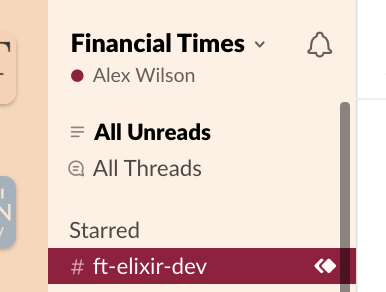 Financial Times
Alex Wilson
All Unreads
All Threads
Starred
# ft-elixir-dev